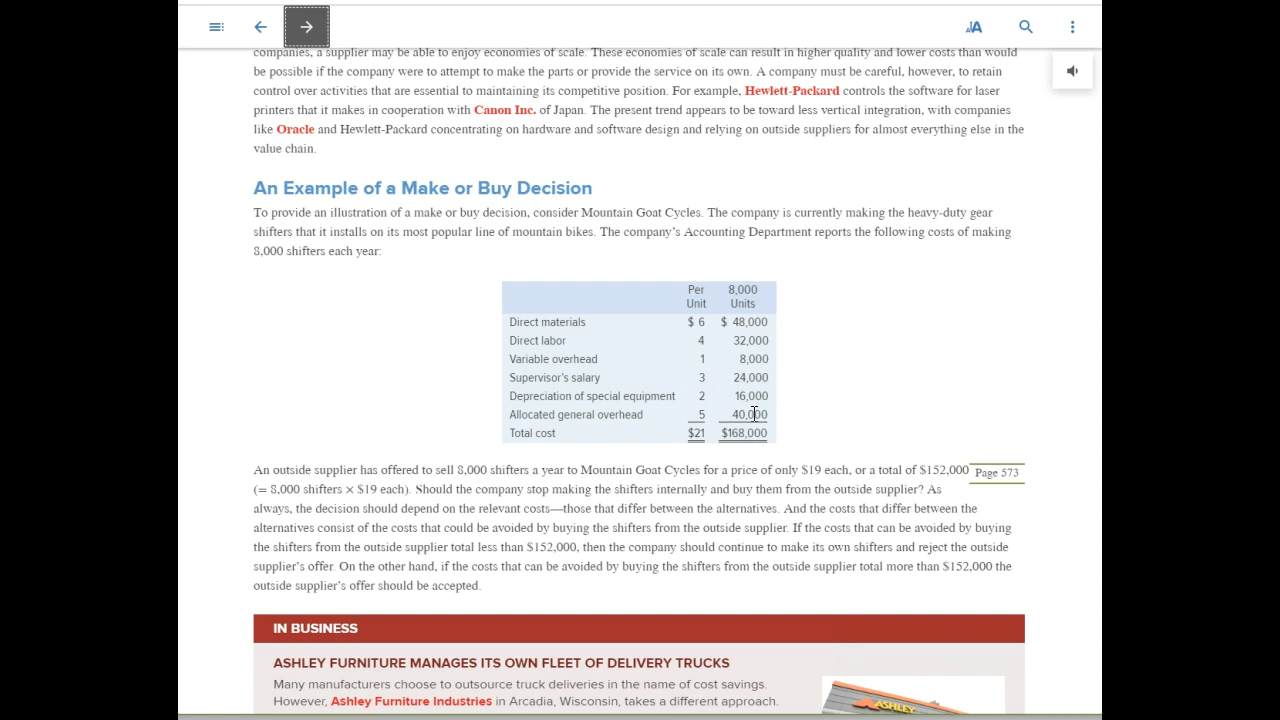 companies, a supplier may be able to enjoy economies of scale. These economies of scale can result in higher quality and lower costs than would
be possible if the company were to attempt to make the parts or provide the service on its own. A company must be careful, however, to retain
control over activities that are essential to maintaining its competitive position. For example, Hewlett-Packard controls the software for laser
printers that it makes in cooperation with Canon Inc. of Japan. The present trend appears to be toward less vertical integration, with companies
like Oracle and Hewlett-Packard concentrating on hardware and software design and relying on outside suppliers for almost everything else in the
value chain.
An Example of a Make or Buy Decision
To provide an illustration of a make or buy decision, consider Mountain Goat Cycles. The company is currently making the heavy-duty gear
shifters that it installs on its most popular line of mountain bikes. The company's Accounting Department reports the following costs of making
8,000 shifters each year:
Per 8,000
Unit Units
Direct materials $ 6 $ 48,000
Direct labor 4 32,000
Variable overhead 1 8,000
Supervisor's salary 3 24,000
Depreciation of special equipment 2 16,000
Allocated general overhead 5 40,000
Total cost $21 $168,000
An outside supplier has offered to sell 8,000 shifters a year to Mountain Goat Cycles for a price of only $19 each, or a total of $152,000 Page 573
(= 8,000 shifters × $19 each). Should the company stop making the shifters internally and buy them from the outside supplier? As
always, the decision should depend on the relevant costs—those that differ between the alternatives. And the costs that differ between the
alternatives consist of the costs that could be avoided by buying the shifters from the outside supplier. If the costs that can be avoided by buying
the shifters from the outside supplier total less than $152,000, then the company should continue to make its own shifters and reject the outside
supplier's offer. On the other hand, if the costs that can be avoided by buying the shifters from the outside supplier total more than $152,000 the
outside supplier's offer should be accepted.
IN BUSINESS
ASHLEY FURNITURE MANAGES ITS OWN FLEET OF DELIVERY TRUCKS
Many manufacturers choose to outsource truck deliveries in the name of cost savings.
However, Ashley Furniture Industries in Arcadia, Wisconsin, takes a different approach.
ASHLEY